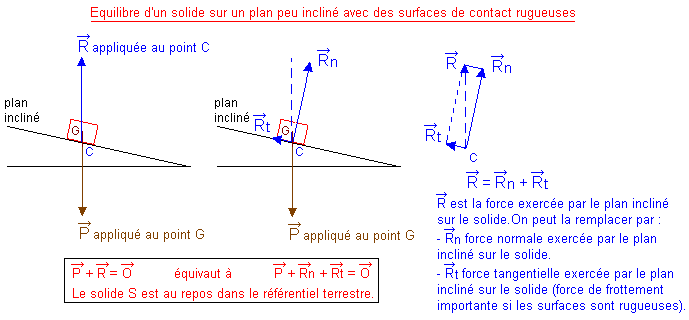 Equilibre d'un solide sur un plan peu incliné avec des surfaces de contact rugueuses
R appliquée au point C
plan
incliné
G
C
P appliqué au point G
Rn
plan
incliné
Rt
G
C
P appliqué au point G
R
Rn
Rt
C
R = Rn + Rt
R est la force exercée par le plan incliné
sur le solide.On peut la remplacer par :
- Rn force normale exercée par le plan
incliné sur le solide.
- Rt force tangentielle exercée par le plan
incliné sur le solide (force de frottement
importante si les surfaces sont rugueuses).
P + R = O équivaut à P + Rn + Rt = O
Le solide S est au repos dans le référentiel terrestre.